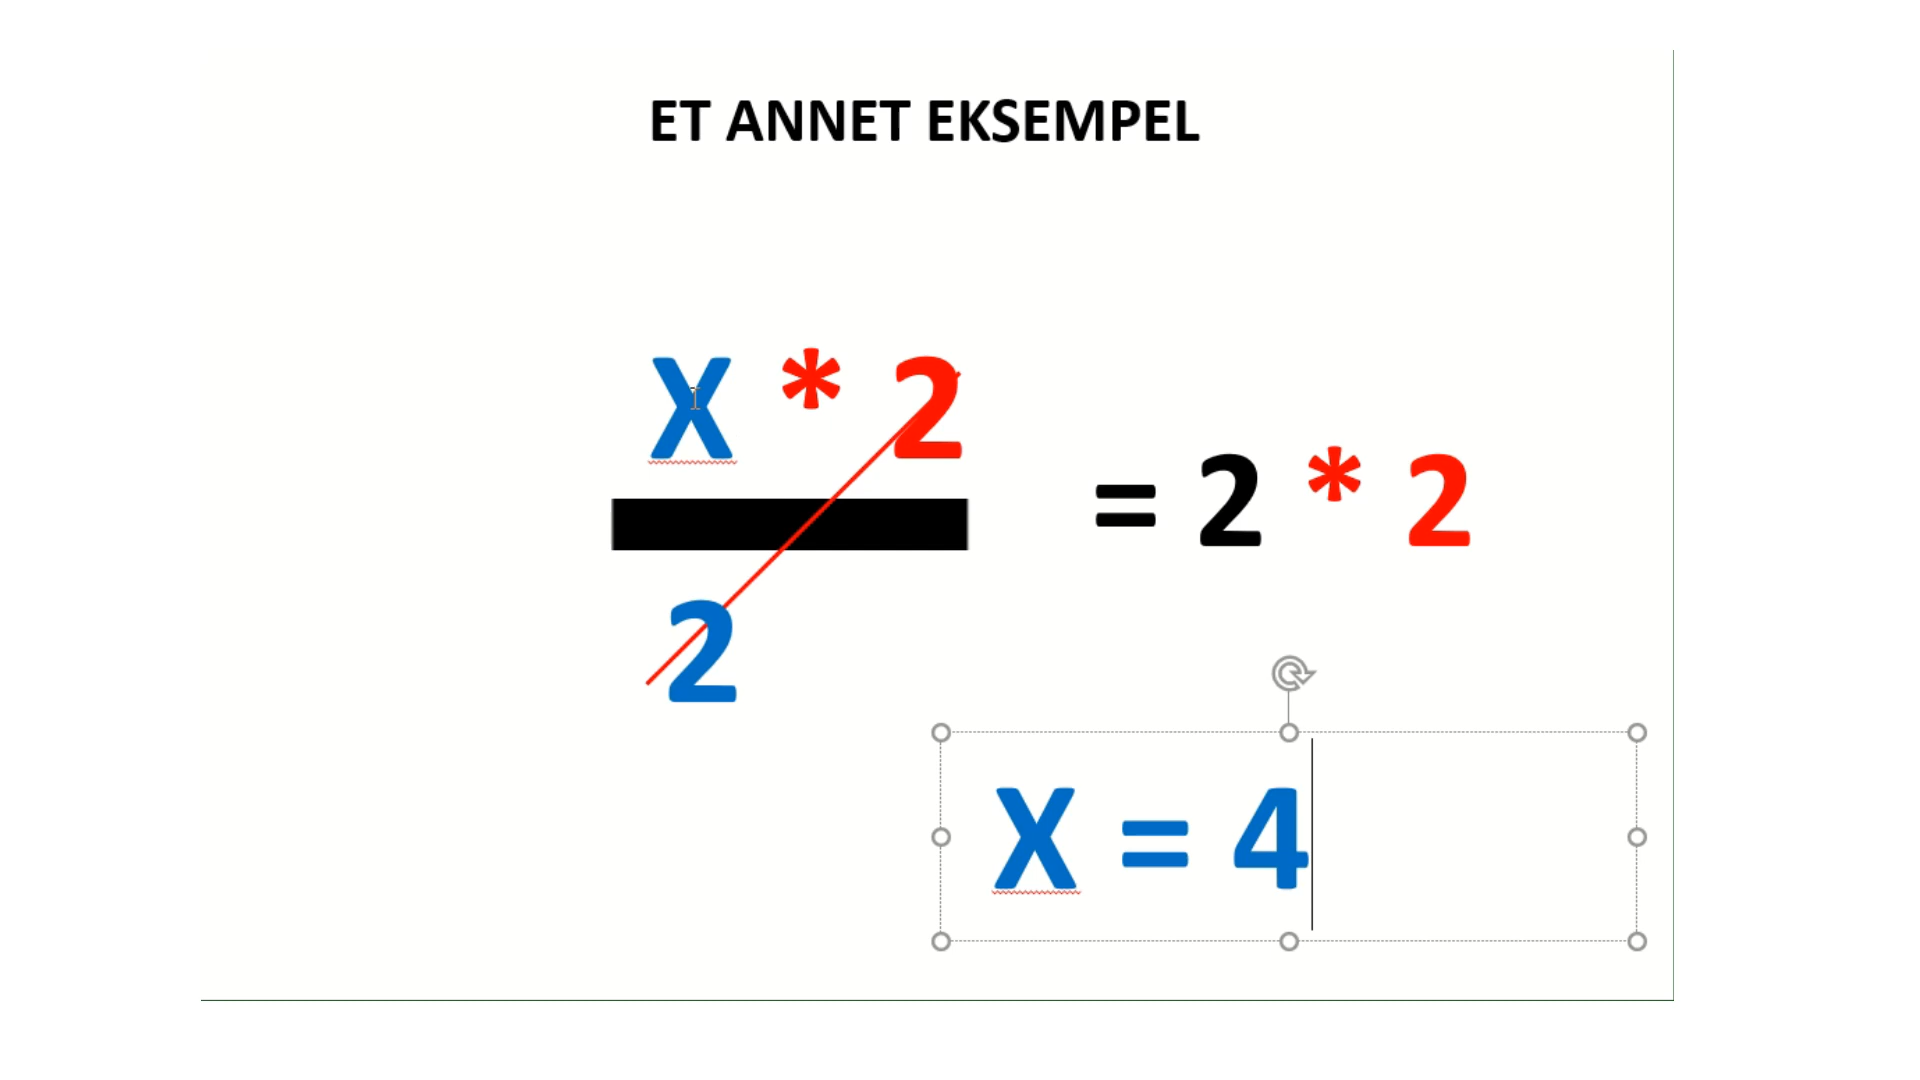 ET ANNET EKSEMPEL
X * 2
= 2 * 2
2
X = 4